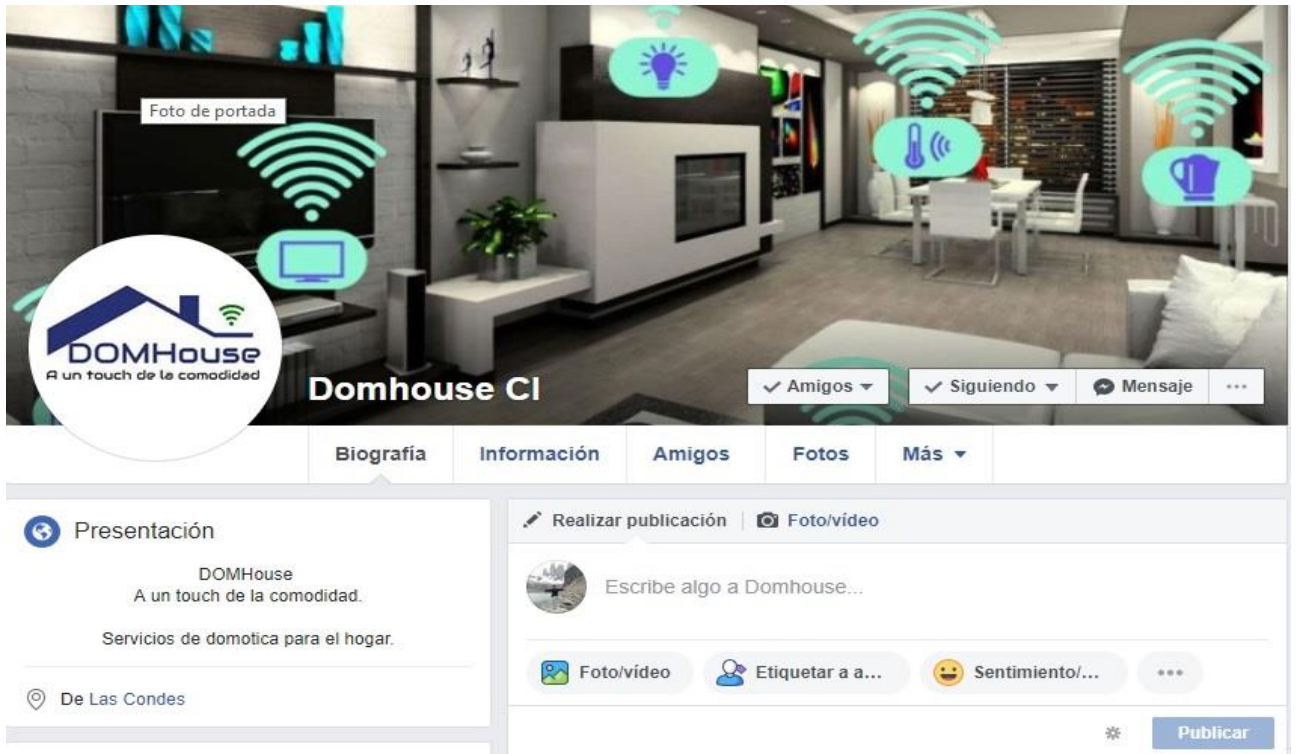 Foto de portada
DOMHouse
A un touch de la comodidad
Domhouse Cl
Amigos
Siguiendo
Mensaje
Biografía
Información
Amigos
Fotos
Más
Presentación
DOMHouse
A un touch de la comodidad.
Servicios de domotica para el hogar.
De Las Condes
Realizar publicación
Foto/vídeo
Escribe algo a Domhouse...
Foto/vídeo
Etiquetar a a...
Sentimiento/...
Publicar